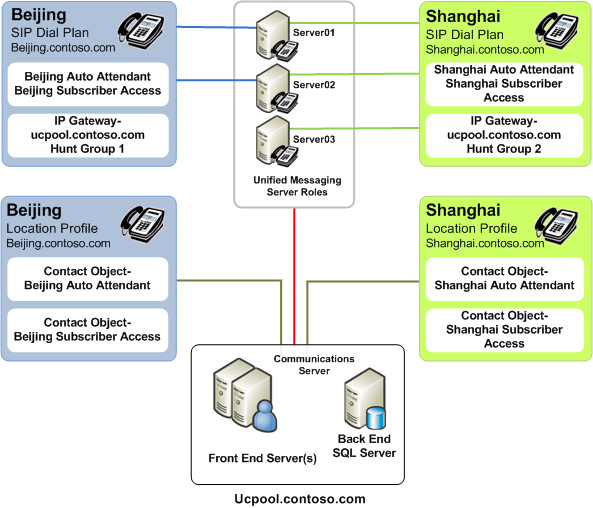 Beijing
SIP Dial Plan
Beijing.contoso.com
Beijing Auto Attendant
Beijing Subscriber Access
IP Gateway-
ucpool.contoso.com
Hunt Group 1
Server01
Server02
Server03
Unified Messaging
Server Roles
Shanghai
SIP Dial Plan
Shanghai.contoso.com
Shanghai Auto Attendant
Shanghai Subscriber
Access
IP Gateway-
ucpool.contoso.com
Hunt Group 2
Beijing
Location Profile
Beijing.contoso.com
Contact Object-
Beijing Auto Attendant
Contact Object-
Beijing Subscriber Access
Shanghai
Location Profile
Shanghai.contoso.com
Contact Object-
Shanghai Auto Attendant
Contact Object-
Shanghai Subscriber
Access
Communications
Server
Front End Server(s)
Back End
SQL Server
Ucpool.contoso.com